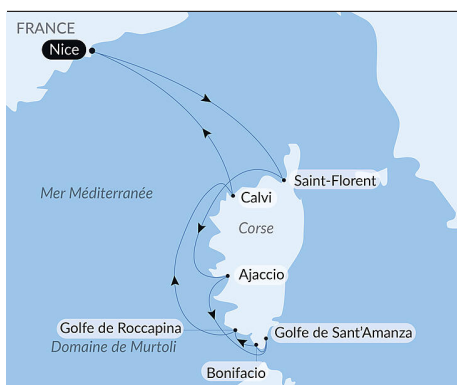 FRANCE
Nice
Saint-Florent
Mer Méditerranée
Calvi
Corse
Ajaccio
Golfe de Roccapina
Golfe de Sant'Amanza
Domaine de Murtoli
Bonifacio